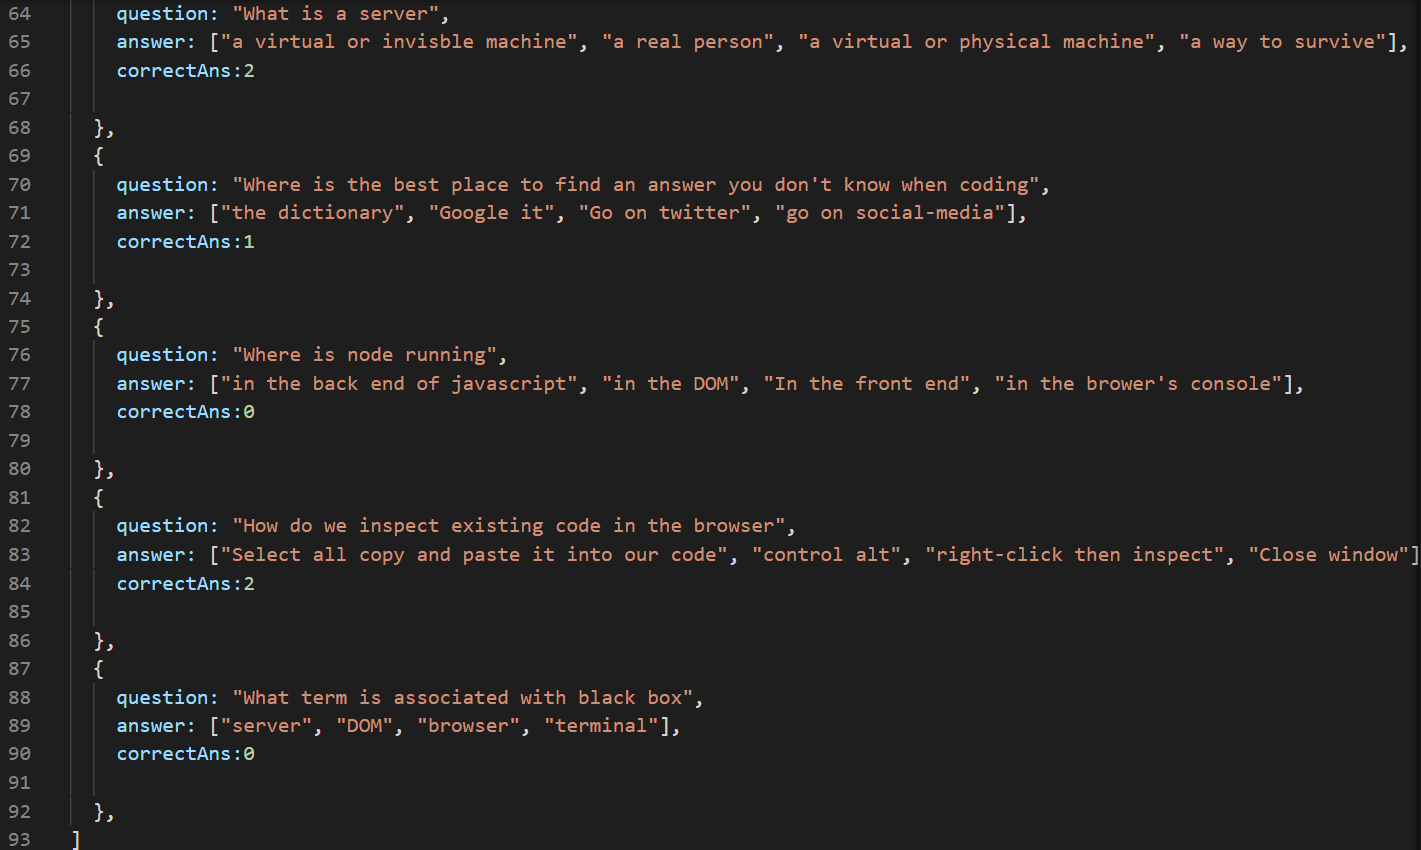 64 question: "What is a server",
65 answer: ["a virtual or invisble machine", "a real person", "a virtual or physical machine", "a way to survive"],
66 correctAns:2
67
68 },
69 {
70 question: "Where is the best place to find an answer you don't know when coding",
71 answer: ["the dictionary", "Google it", "Go on twitter", "go on social-media"],
72 correctAns:1
73
74 },
75 {
76 question: "Where is node running",
77 answer: ["in the back end of javascript", "in the DOM", "In the front end", "in the brower's console"],
78 correctAns:0
79
80 },
81 {
82 question: "How do we inspect existing code in the browser",
83 answer: ["Select all copy and paste it into our code", "control alt", "right-click then inspect", "Close window"]
84 correctAns:2
85
86 },
87 {
88 question: "What term is associated with black box",
89 answer: ["server", "DOM", "browser", "terminal"],
90 correctAns:0
91
92 },
93 ]